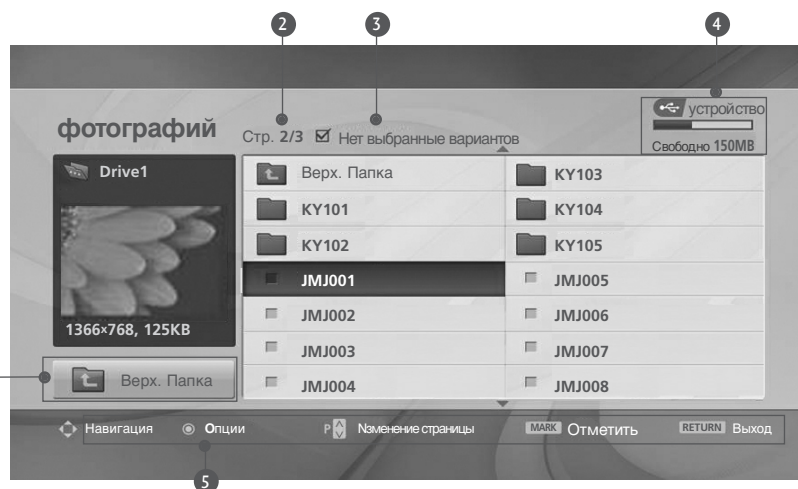 2 3 4
устройство
Свободно 150MB
фотографий
Стр. 2/3 Нет выбранные вариантов
Drive1
1366×768, 125KB
Верх. Папка
Верх. Папка KY103
KY101 KY104
KY102 KY105
JMJ001 JMJ005
JMJ002 JMJ006
JMJ003 JMJ007
JMJ004 JMJ008
Навигация Опции P Nзменение страницы MARK Отметить RETURN Выход
5